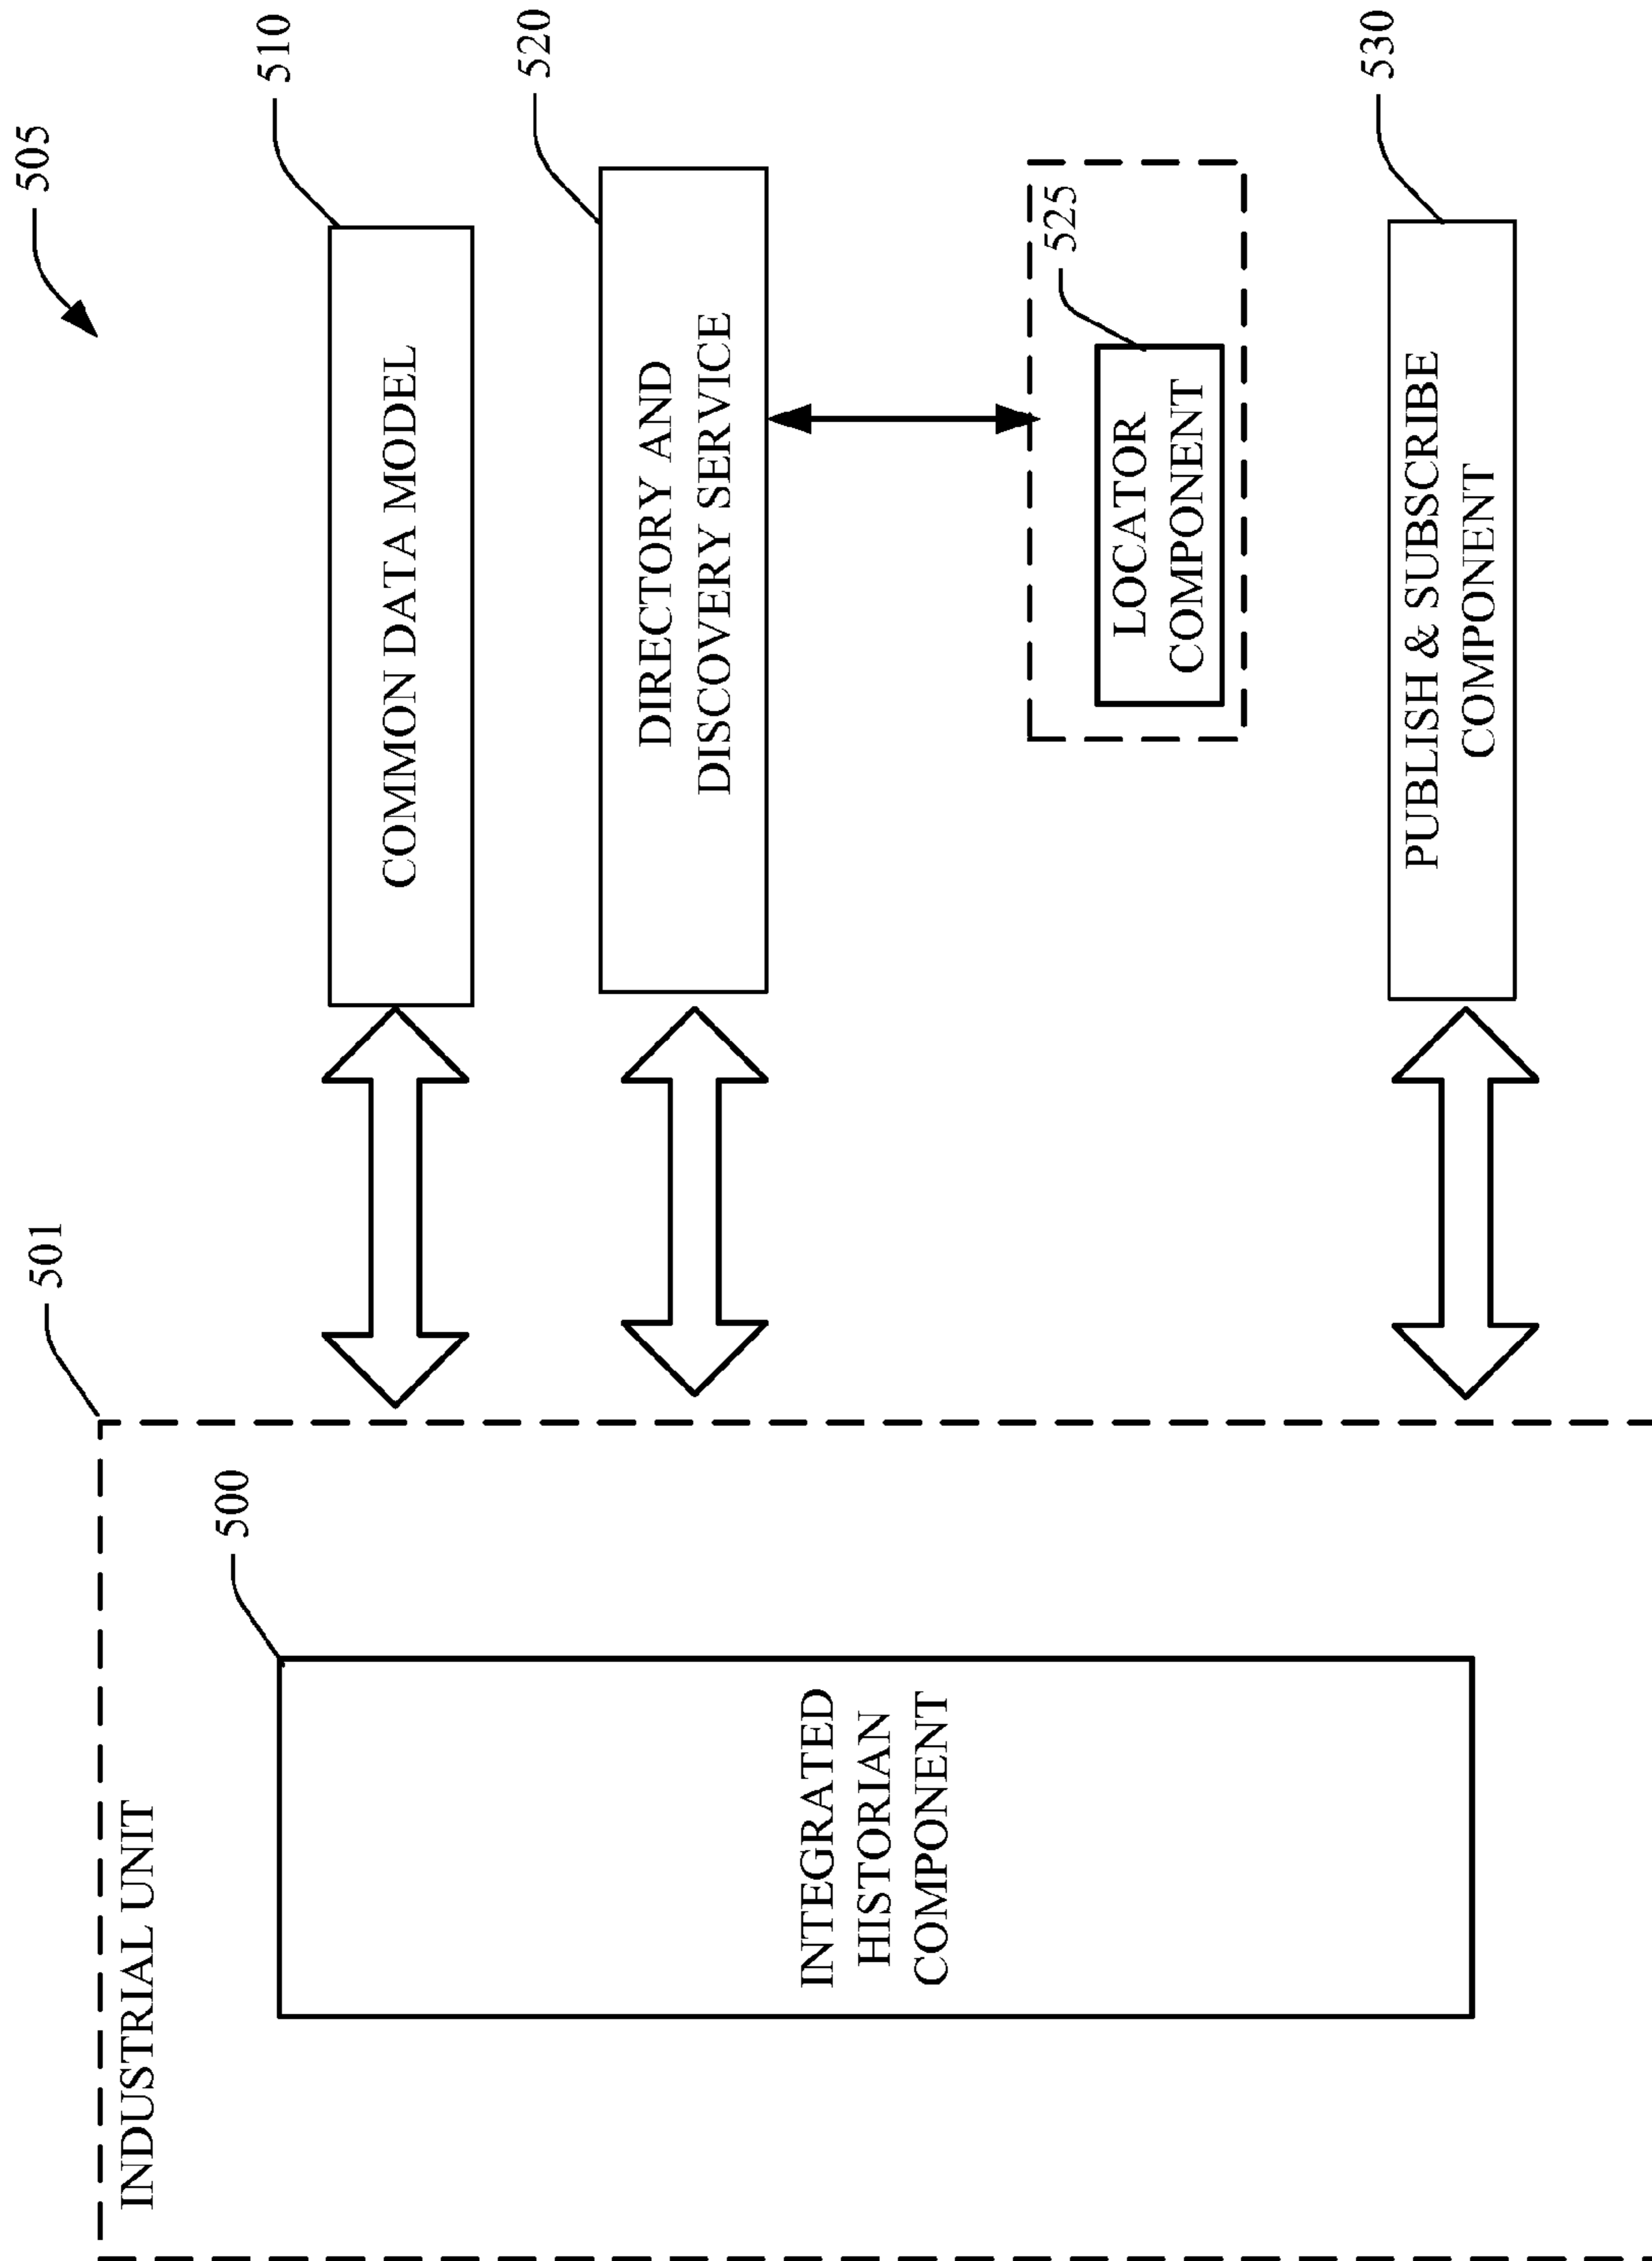 505
510
COMMON DATA MODEL
520
DIRECTORY AND
DISCOVERY SERVICE
525
LOCATOR
COMPONENT
530
PUBLISH & SUBSCRIBE
COMPONENT
501
INDUSTRIAL UNIT
500
INTEGRATED
HISTORIAN
COMPONENT